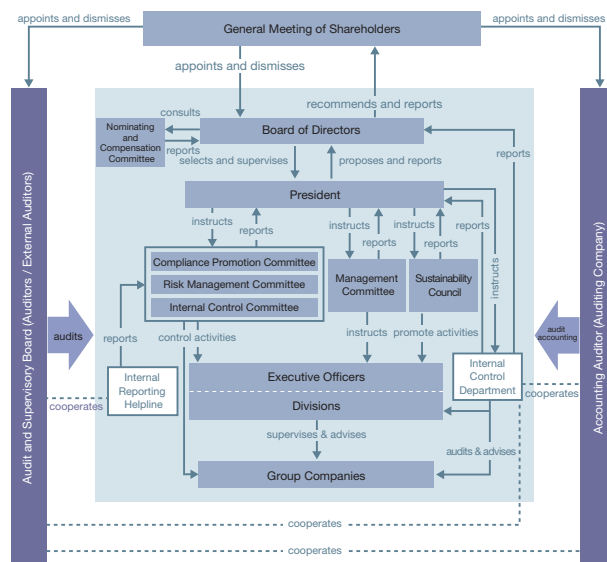 appoints and dismisses
General Meeting of Shareholders
appoints and dismisses
appoints and dismisses
recommends and reports
consults
Nominating
and
Compensation
Committee
reports
Board of Directors
selects and supervises
proposes and reports
reports
President
instructs
reports
instructs
reports
instructs
reports
reports
instructs
Compliance Promotion Committee
Risk Management Committee
Internal Control Committee
Management
Committee
Sustainability
Council
Audit and Supervisory Board (Auditors / External Auditors)
Accounting Auditor (Auditing Company)
audits
audit
accounting
reports
control activities
instructs
promote activities
Internal
Reporting
Helpline
Executive Officers
Divisions
Internal
Control
Department
cooperates
cooperates
supervises & advises
audits & advises
Group Companies
cooperates
cooperates